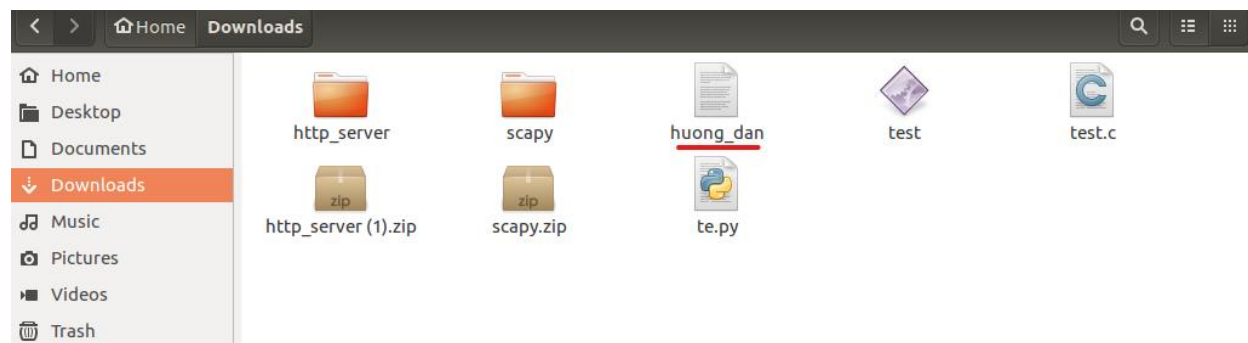 Home Downloads
Home
Desktop
Documents
Downloads
Music
Pictures
Videos
Trash
http_server scapy huong_dan test test.c
zip zip
http_server (1).zip scapy.zip te.py